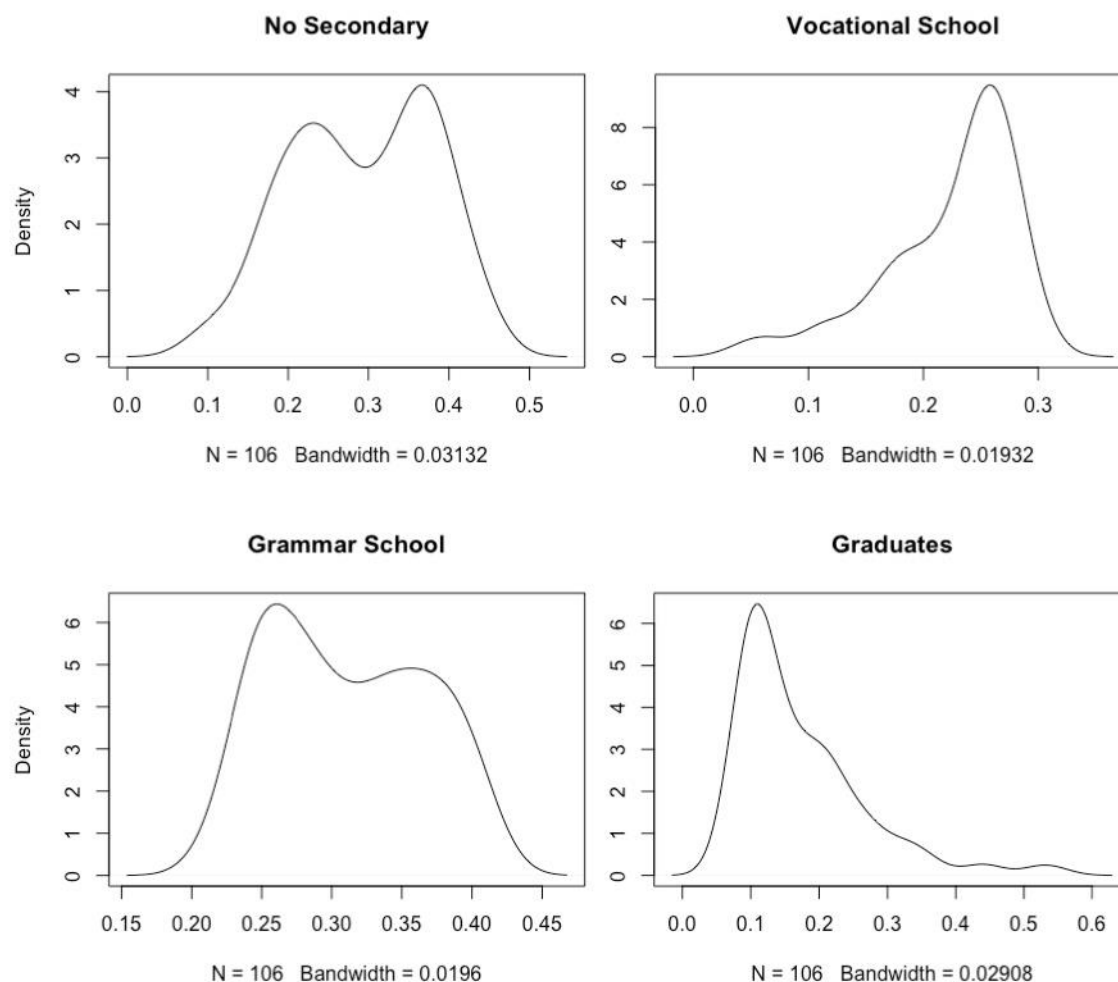 No Secondary
Density
4
3
2
1
0
0.0 0.1 0.2 0.3 0.4 0.5
N = 106 Bandwidth = 0.03132
Vocational School
8
6
4
2
0
0.0 0.1 0.2 0.3
N = 106 Bandwidth = 0.01932
Grammar School
Density
6
5
4
3
2
1
0
0.15 0.20 0.25 0.30 0.35 0.40 0.45
N = 106 Bandwidth = 0.0196
Graduates
6
5
4
3
2
1
0
0.0 0.1 0.2 0.3 0.4 0.5 0.6
N = 106 Bandwidth = 0.02908